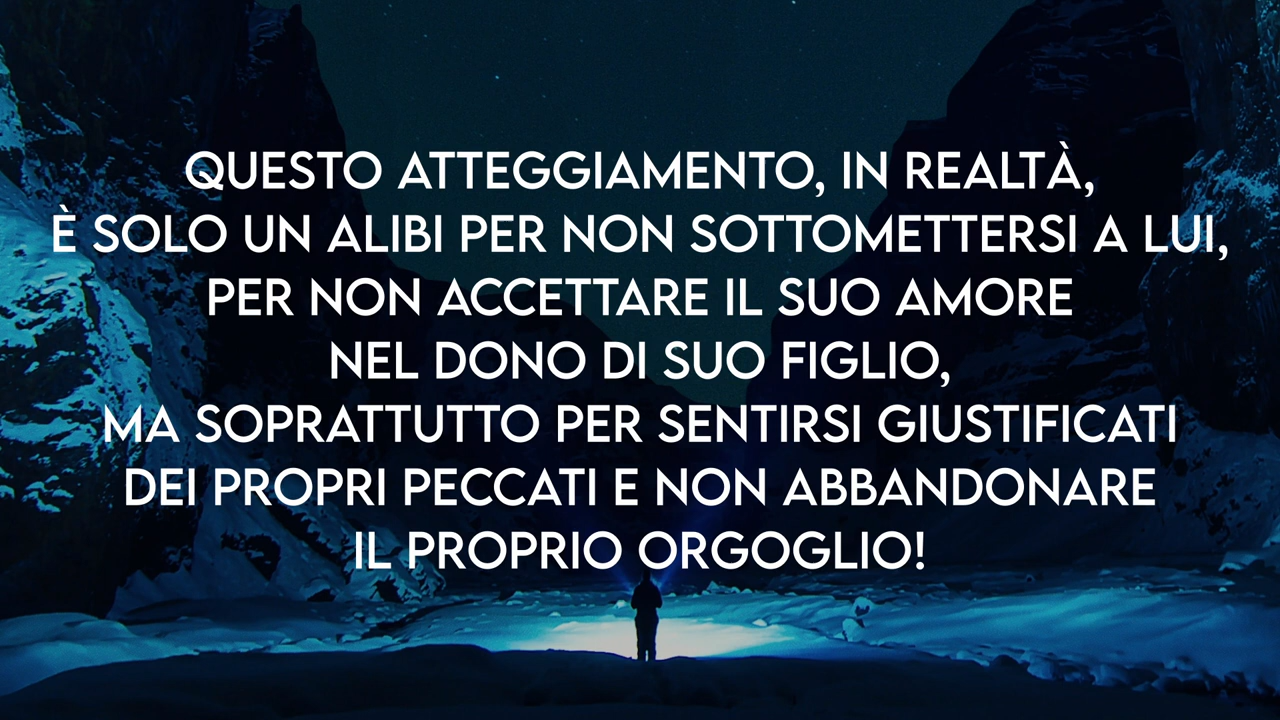 QUESTO ATTEGGIAMENTO, IN REALTÀ,
È SOLO UN ALIBI PER NON SOTTOMETTERSI A LUI,
PER NON ACCETTARE IL SUO AMORE
NEL DONO DI SUO FIGLIO,
MA SOPRATTUTTO PER SENTIRSI GIUSTIFICATI
DEI PROPRI PECCATI E NON ABBANDONARE
IL PROPRIO ORGOGLIO!